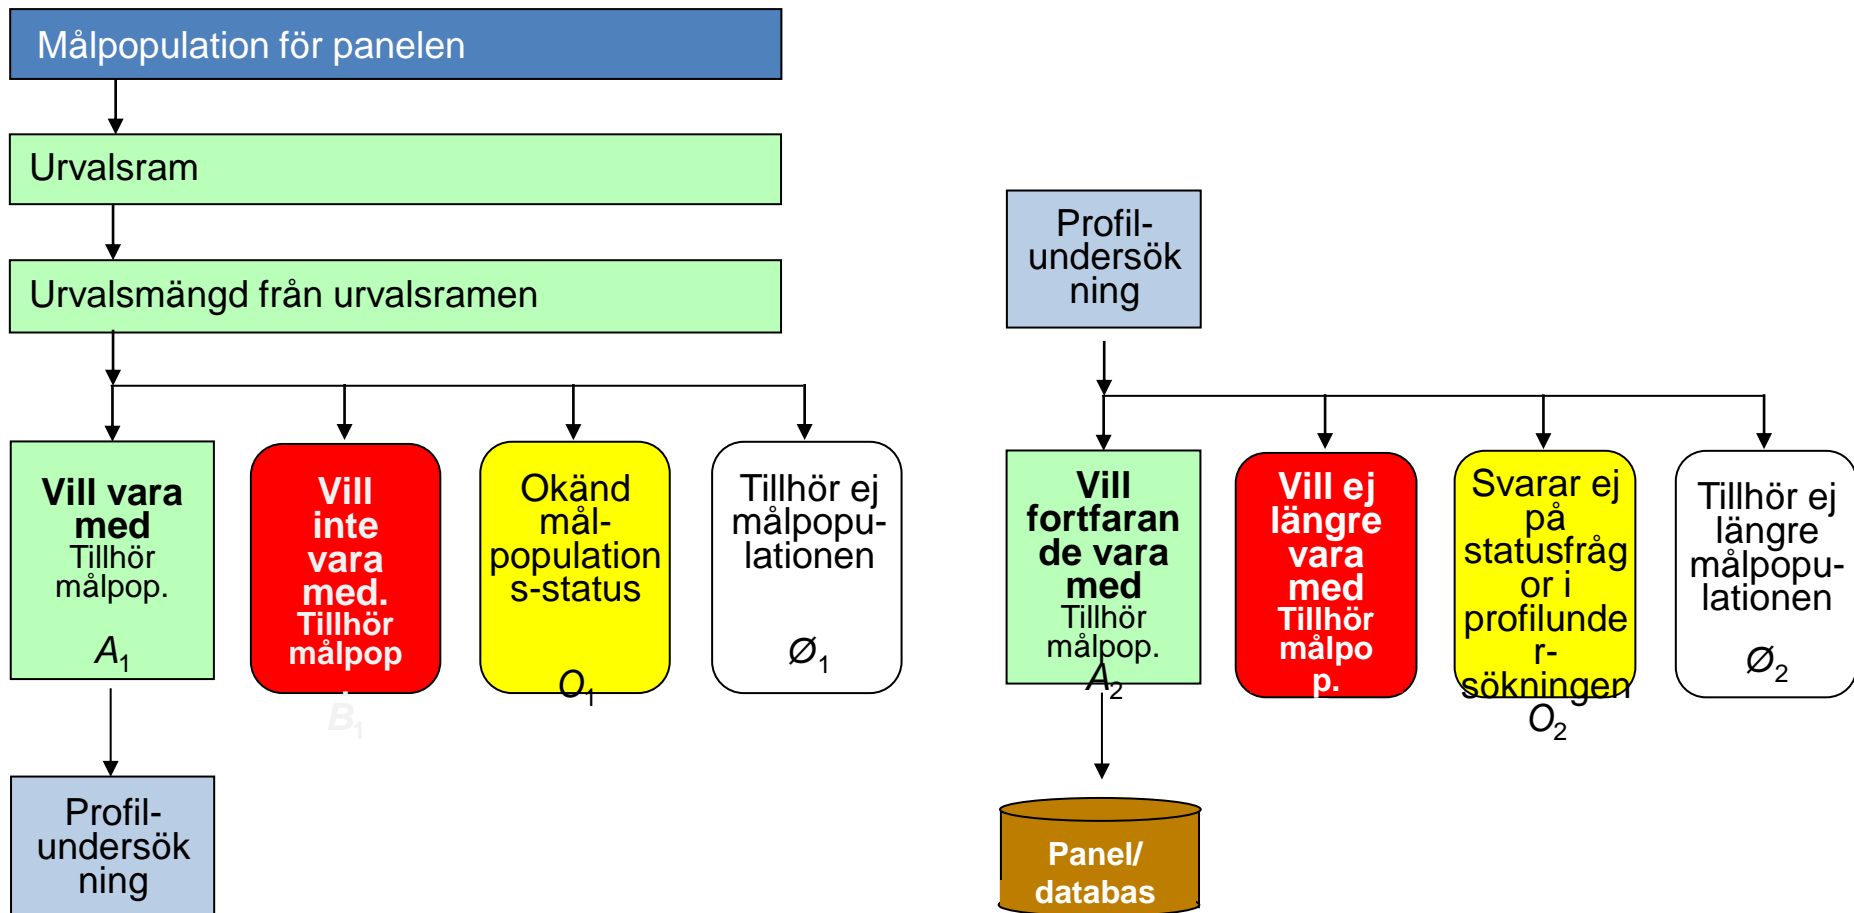 Målpopulation för panelen
Urvalsram
Urvalsmängd från urvalsramen
Vill vara
med
Tillhör
målpop.
A1
Vill
inte
vara
med.
Tillhör
målpop
.
B1
Okänd
mål-
population
s-status
O1
Tillhör ej
målpopu-
lationen
Ø1
Profil-
undersök
ning
Profil-
undersök
ning
Vill
fortfaran
de vara
med
Tillhör
målpop.
A2
Vill ej
längre
vara
med
Tillhör
målpo
p.
Svarar ej
på
statusfråg
or i
profilunde
r-
sökningen
O2
Tillhör ej
längre
målpopu-
lationen
Ø2
Panel/
databas